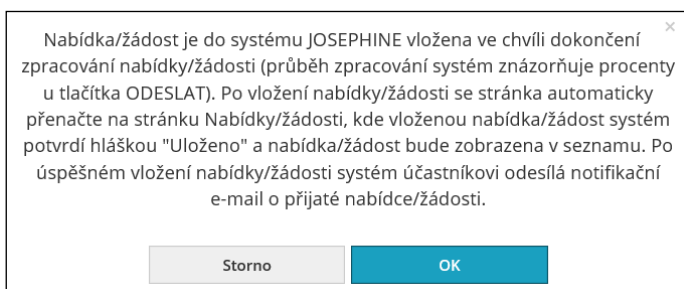 Nabídka/žádost je do systému JOSEPHINE vložena ve chvíli dokončení
zpracování nabídky/žádosti (průběh zpracování systém znázorňuje procenty
u tlačítka ODESLAT). Po vložení nabídky/žádosti se stránka automaticky
přenačte na stránku Nabídky/žádosti, kde vloženou nabídka/žádost systém
potvrdí hláškou "Uloženo" a nabídka/žádost bude zobrazena v seznamu. Po
úspěšném vložení nabídky/žádosti systém účastníkovi odesílá notifikační
e-mail o přijaté nabídce/žádosti.
Storno OK